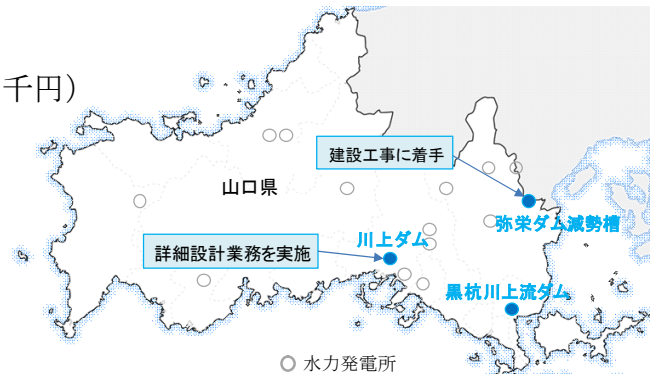 千円）
建設工事に着手
山口県
弥栄ダム減勢槽
川上ダム
詳細設計業務を実施
黒杭川上流ダム
水力発電所